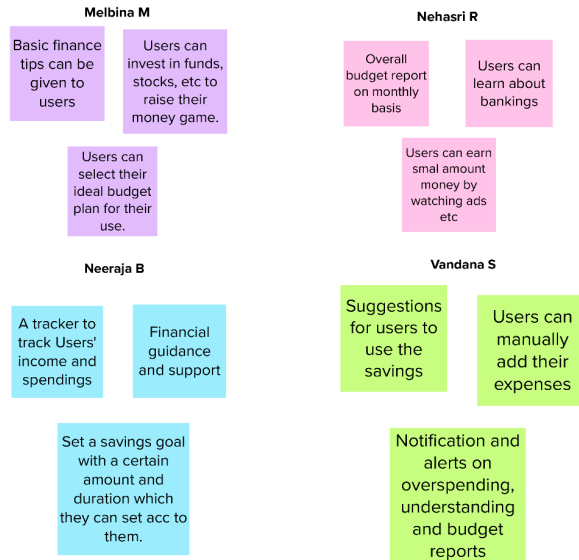 Melbina M
Basic finance
tips can be
given to
users
Users can
invest in funds,
stocks, etc to
raise their
money game.
Users can
select their
ideal budget
plan for their
use.
Nehasri R
Overall
budget report
on monthly
basis
Users can
learn about
bankings
Users can earn
smal amount
money by
watching ads
etc
Neeraja B
A tracker to
track Users'
income and
spendings
Financial
guidance
and support
Set a savings goal
with a certain
amount and
duration which
they can set acc to
them.
Vandana S
Suggestions
for users to
use the
savings
Users can
manually
add their
expenses
Notification and
alerts on
overspending,
understanding
and budget
reports